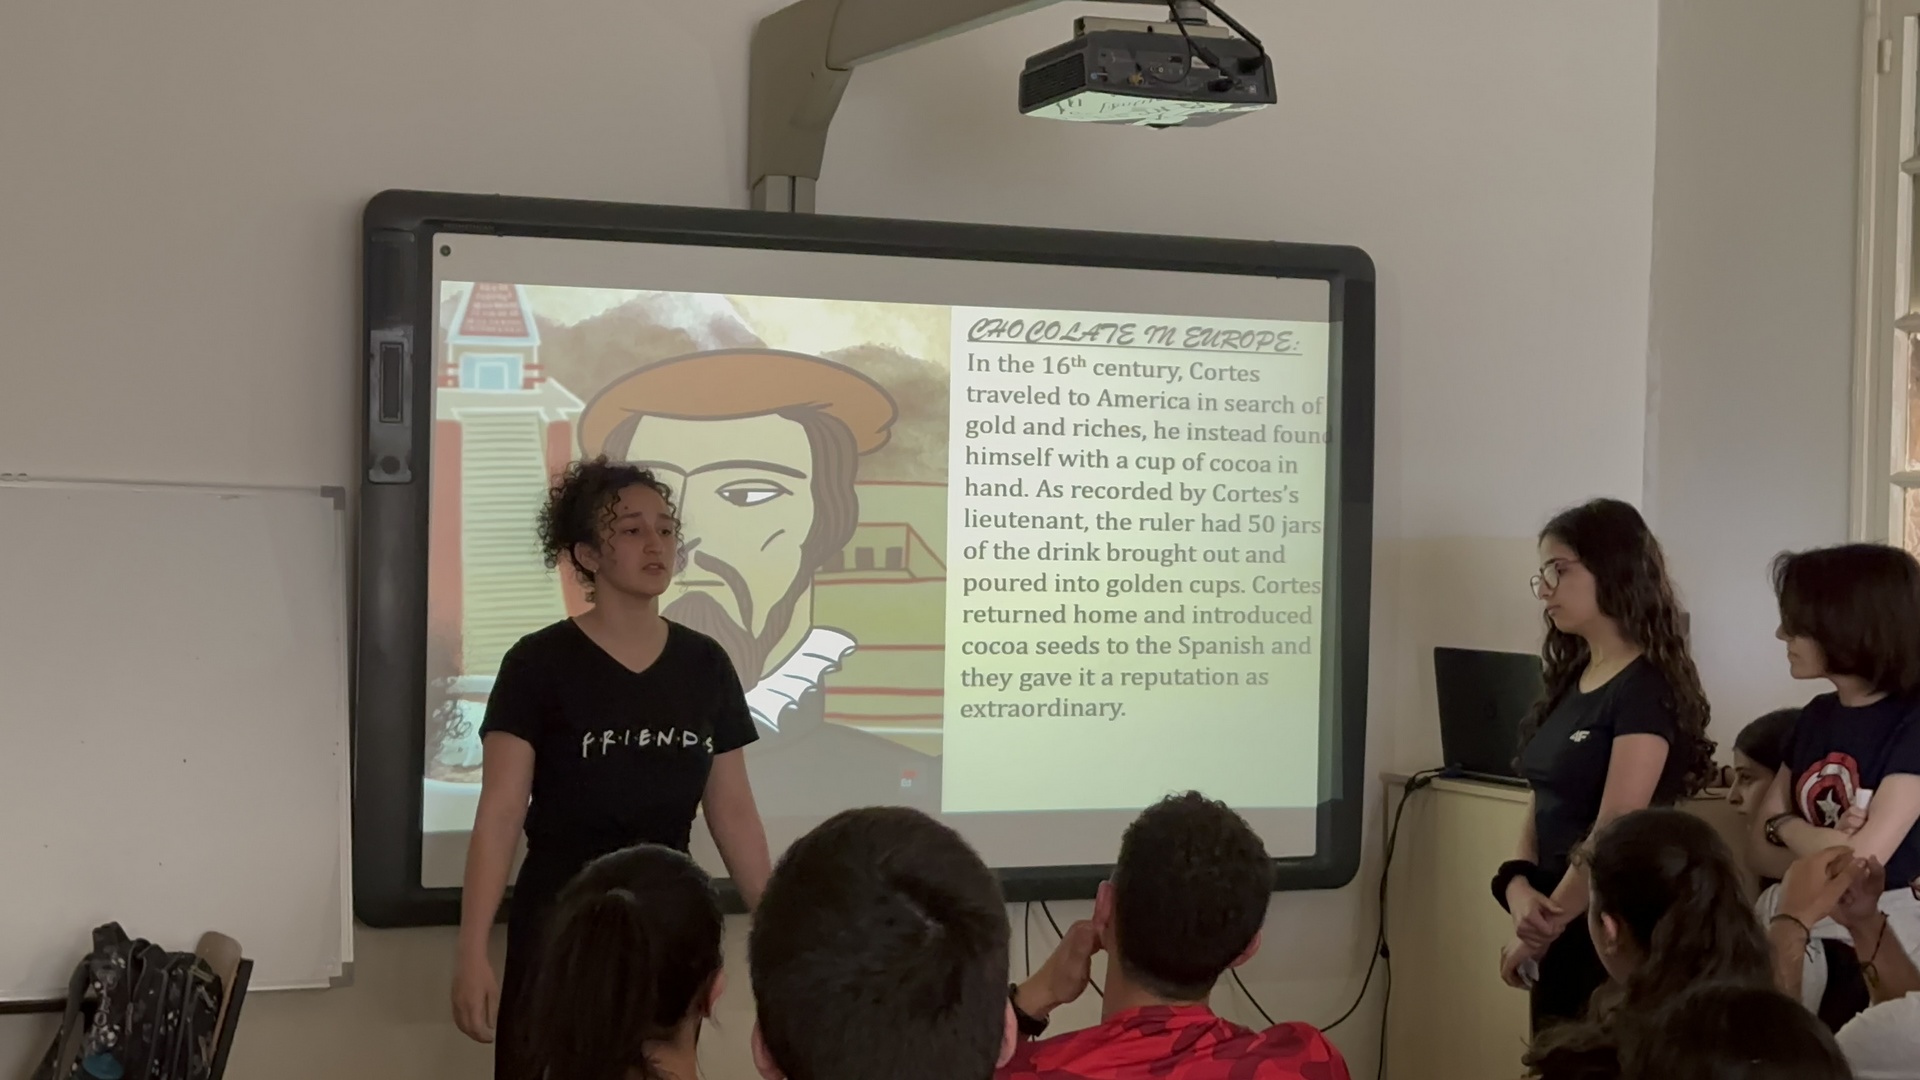 CHOCOLATE IN EUROPE:
In the 16th century, Cortes
traveled to America in search of
gold and riches, he instead found
himself with a cup of cocoa in
hand. As recorded by Cortes's
lieutenant, the ruler had 50 jars
of the drink brought out and
poured into golden cups. Cortes
returned home and introduced
cocoa seeds to the Spanish and
they gave it a reputation as
extraordinary.
F·R·I·E·N·D·S
4F